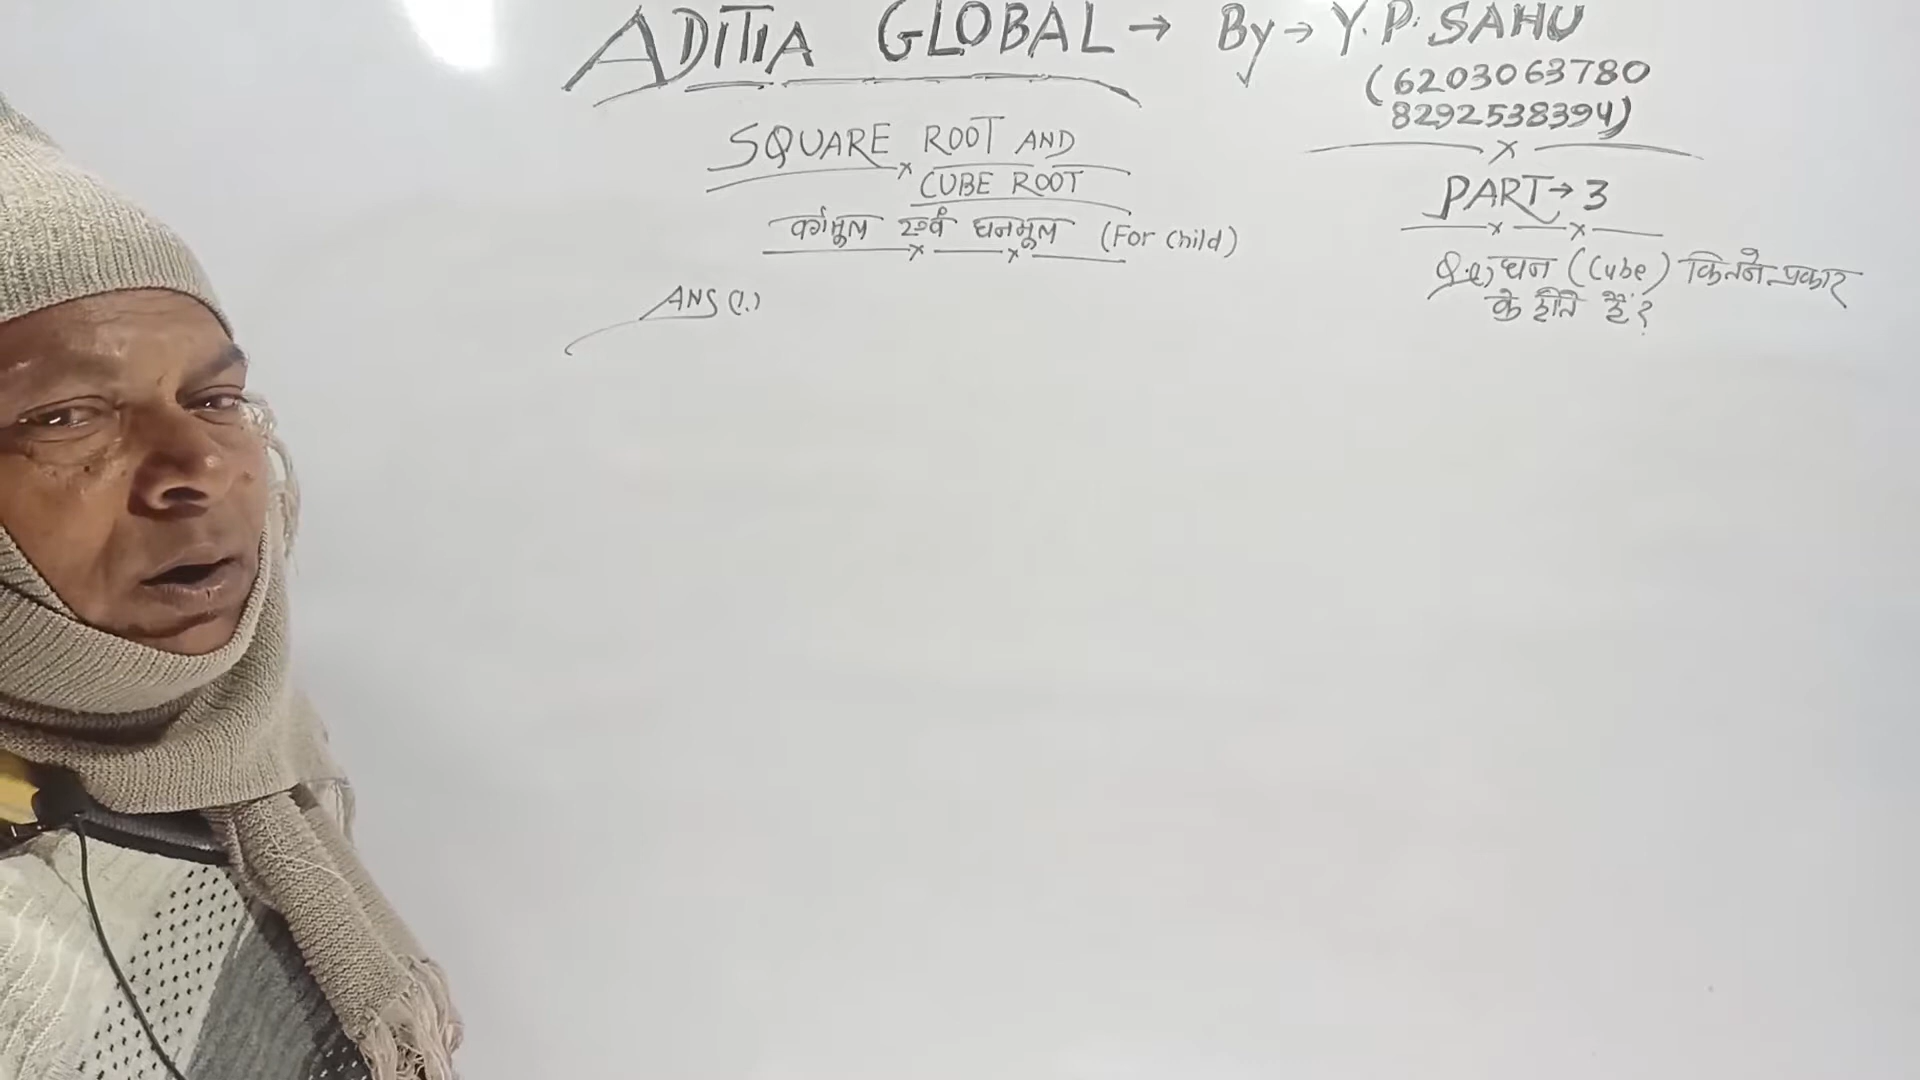 ADITIA GLOBAL → By → Y.P. SAHU
(6203063780
8292538394)
SQUARE ROOT AND
CUBE ROOT
वर्गमूल एवं घनमूल (For child)
PART → 3
Q.(1) घन (Cube) कितने प्रकार
के होते हैं?
ANS (1.)